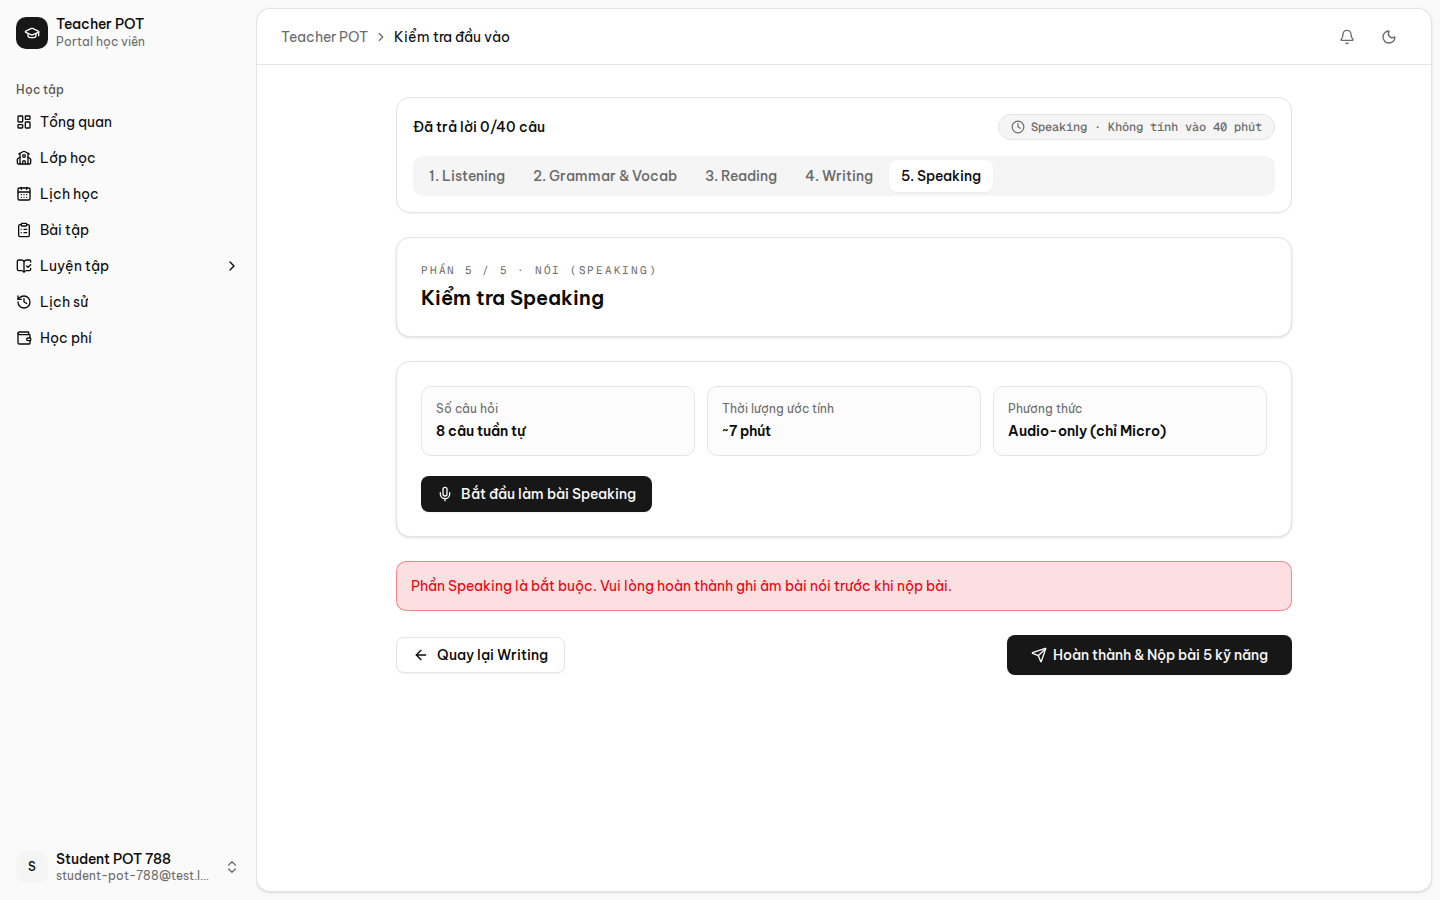 Teacher POT
Portal học viên
Học tập
Tổng quan
Lớp học
Lịch học
Bài tập
Luyện tập
Lịch sử
Học phí
S
Student POT 788
student-pot-788@test.l...
Teacher POT > Kiểm tra đầu vào
Đã trả lời 0/40 câu
Speaking · Không tính vào 40 phút
1. Listening 2. Grammar & Vocab 3. Reading 4. Writing 5. Speaking
PHẦN 5 / 5 · NÓI (SPEAKING)
Kiểm tra Speaking
Số câu hỏi
8 câu tuần tự
Thời lượng ước tính
~7 phút
Phương thức
Audio-only (chỉ Micro)
Bắt đầu làm bài Speaking
Phần Speaking là bắt buộc. Vui lòng hoàn thành ghi âm bài nói trước khi nộp bài.
Quay lại Writing
Hoàn thành & Nộp bài 5 kỹ năng